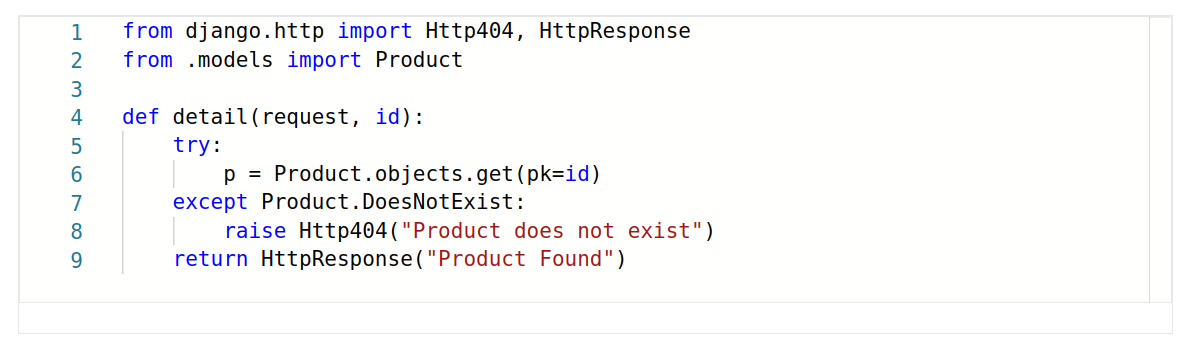 1 from django.http import Http404, HttpResponse
2 from .models import Product
3
4 def detail(request, id):
5     try:
6         p = Product.objects.get(pk=id)
7     except Product.DoesNotExist:
8         raise Http404("Product does not exist")
9     return HttpResponse("Product Found")